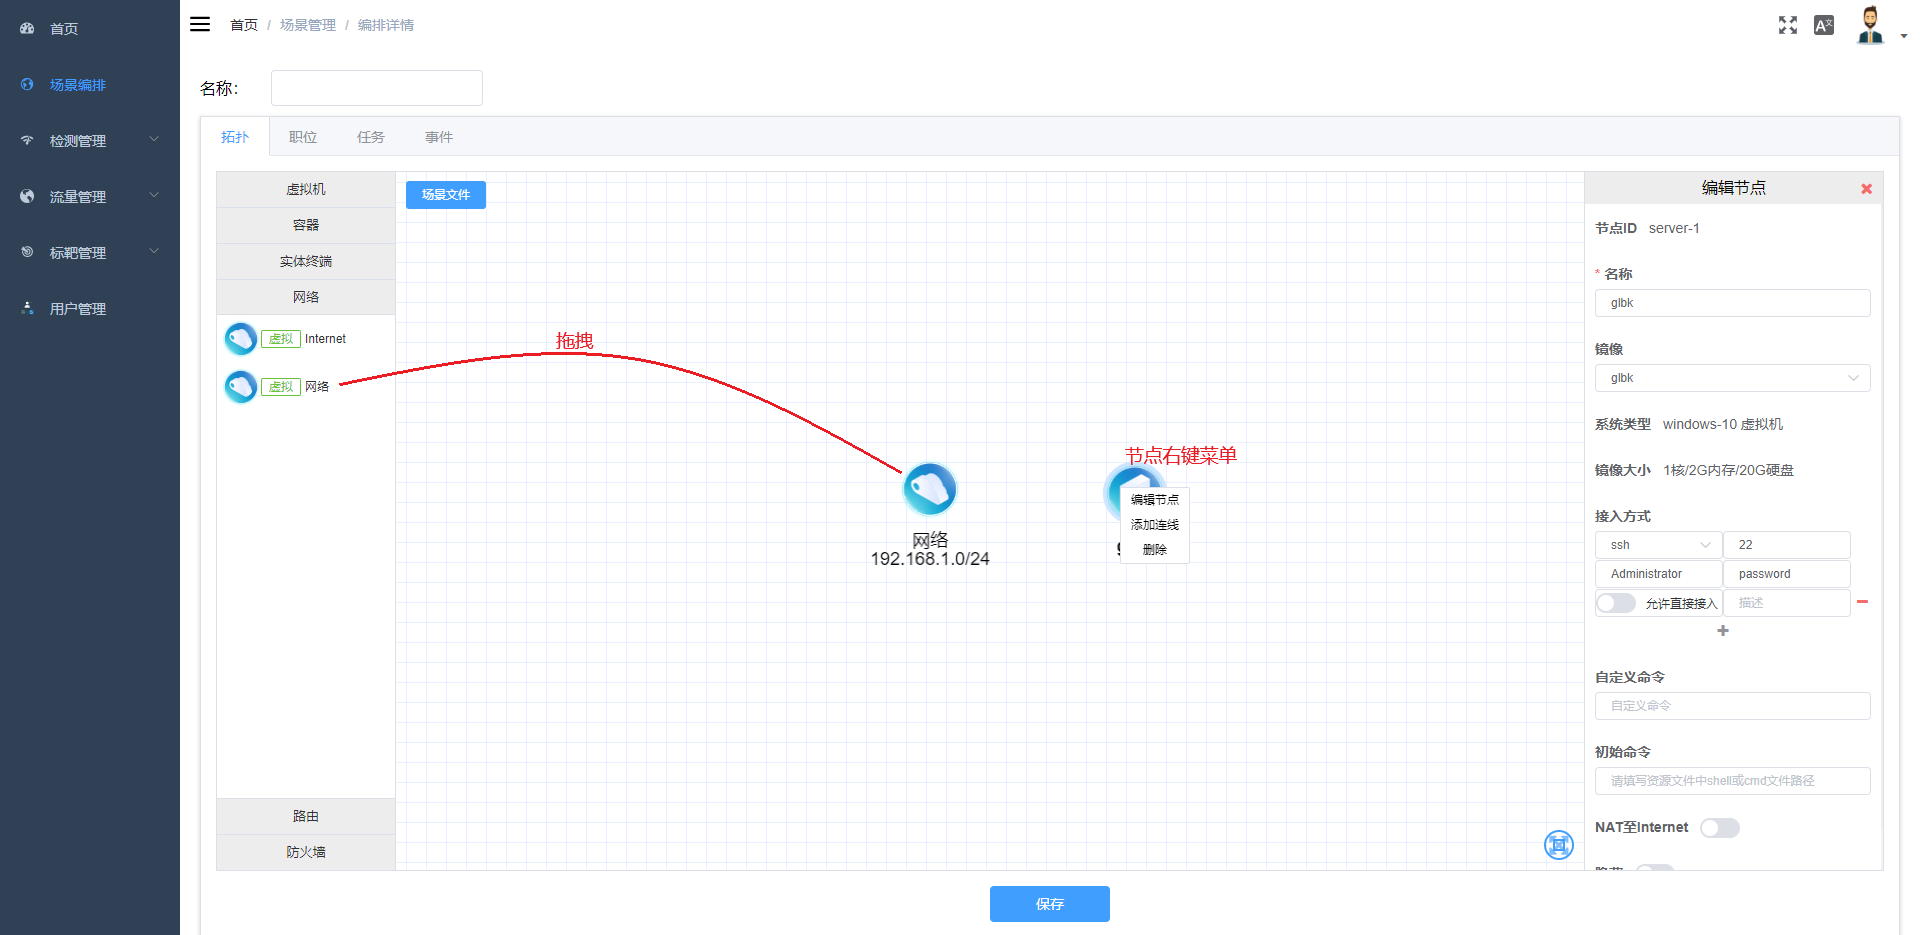 首页
场景编排
检测管理
流量管理
标靶管理
用户管理
首页 / 场景管理 / 编排详情
名称：
拓扑
职位
任务
事件
虚拟机
容器
实体终端
网络
虚拟 Internet
虚拟 网络
路由
防火墙
场景文件
拖拽
网络
192.168.1.0/24
节点右键菜单
编辑节点
添加连线
删除
编辑节点
节点ID server-1
* 名称
glbk
镜像
glbk
系统类型 windows-10 虚拟机
镜像大小 1核/2G内存/20G硬盘
接入方式
ssh 22
Administrator password
允许直接接入 描述
自定义命令
自定义命令
初始命令
请填写资源文件中shell或cmd文件路径
NAT至Internet
保存